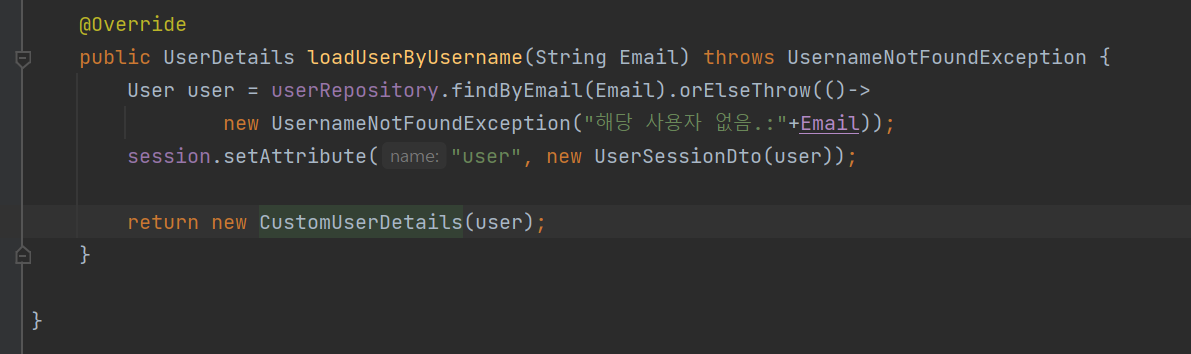 @Override
public UserDetails loadUserByUsername(String Email) throws UsernameNotFoundException {
User user = userRepository.findByEmail(Email).orElseThrow(()->
new UsernameNotFoundException("해당 사용자 없음.:"+Email));
session.setAttribute( name: "user", new UserSessionDto(user));
return new CustomUserDetails(user);
}
}